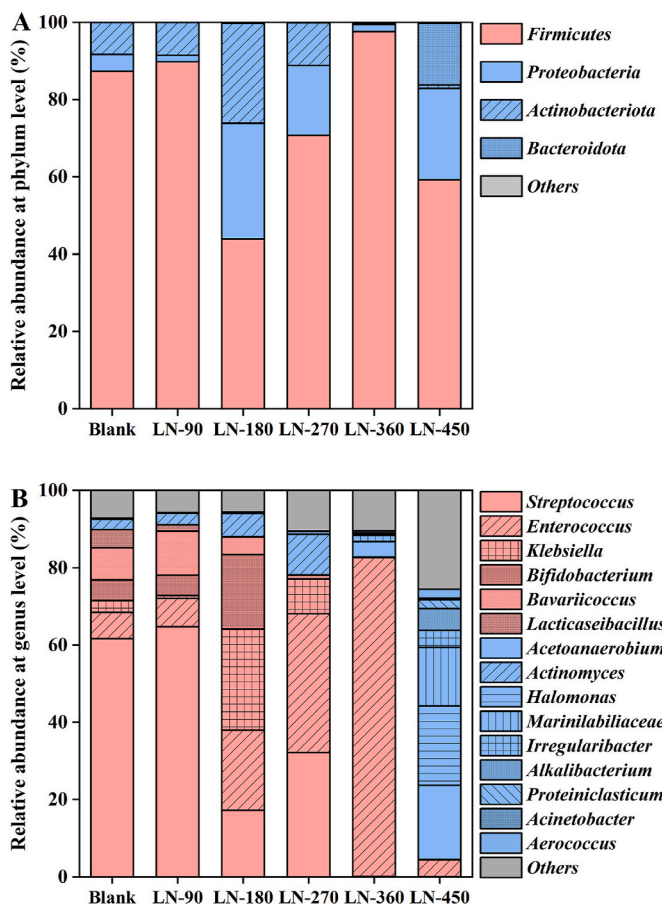 A
Relative abundance at phylum level (%)
100
80
60
40
20
0
Blank LN-90 LN-180 LN-270 LN-360 LN-450
Firmicutes
Proteobacteria
Actinobacteriota
Bacteroidota
Others
B
Relative abundance at genus level (%)
100
80
60
40
20
0
Blank LN-90 LN-180 LN-270 LN-360 LN-450
Streptococcus
Enterococcus
Klebsiella
Bifidobacterium
Bavariicoccus
Lacticaseibacillus
Acetoanaerobium
Actinomyces
Halomonas
Marinilabiliaceae
Irregularibacter
Alkalibacterium
Proteiniclasticum
Acinetobacter
Aerococcus
Others